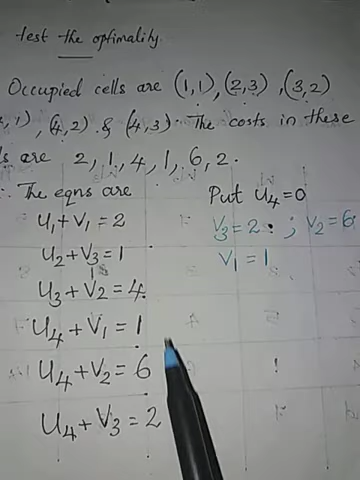 test the optimality.
Occupied cells are (1,1), (2,3), (3,2)
,1), (4,2) & (4,3). The costs in these
are 2, 1, 4, 1, 6, 2.
∴ The eqns are Put U4=0
U1+V1=2 V3=2 ; V2=6
U2+V3=1 V1=1
U3+V2=4
U4+V1=1
U4+V2=6
U4+V3=2